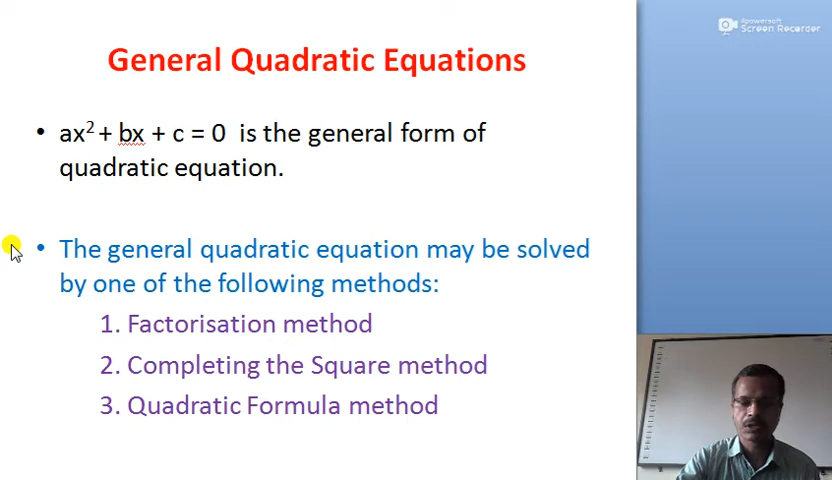 Apowersoft
Screen Recorder
General Quadratic Equations
• ax² + bx + c = 0 is the general form of
quadratic equation.
• The general quadratic equation may be solved
by one of the following methods:
1. Factorisation method
2. Completing the Square method
3. Quadratic Formula method